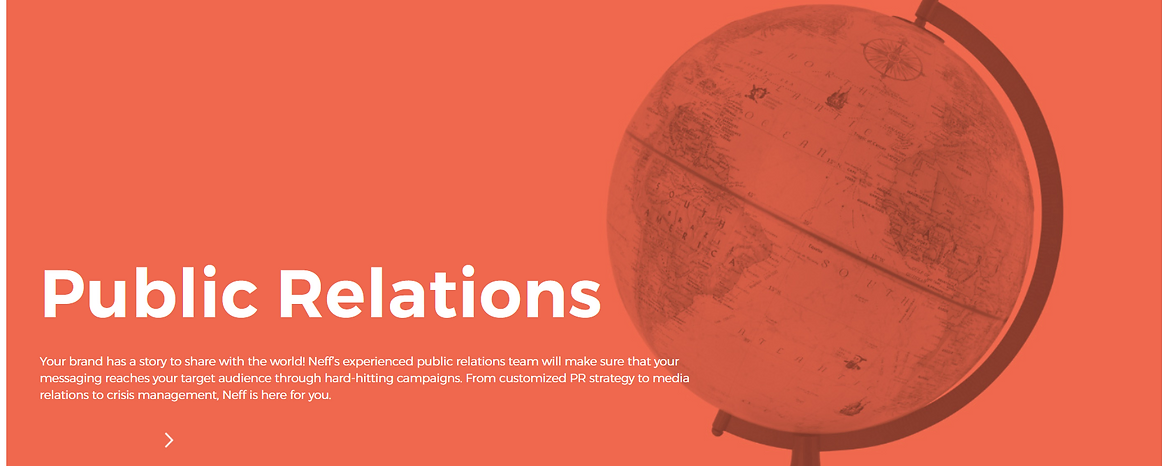 Public Relations
Your brand has a story to share with the world! Neff's experienced public relations team will make sure that your
messaging reaches your target audience through hard-hitting campaigns. From customized PR strategy to media
relations to crisis management, Neff is here for you.
SOUTH
AMERICA